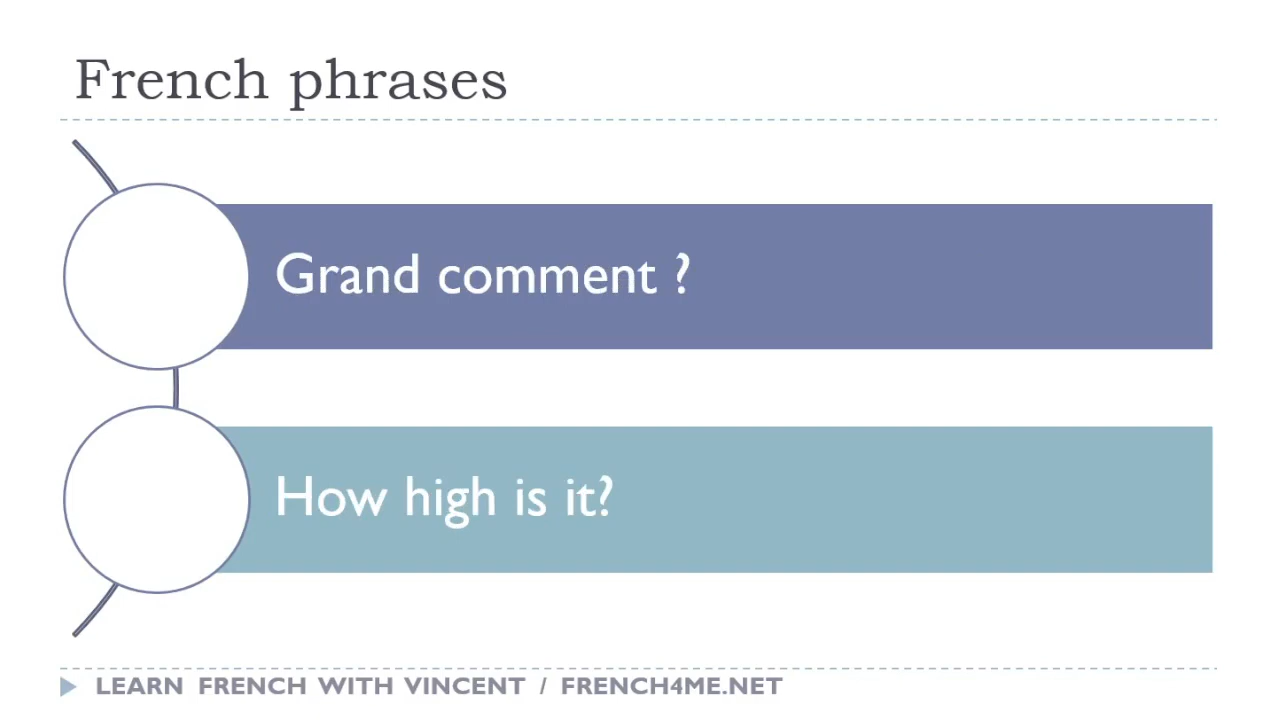 French phrases
Grand comment ?
How high is it?
LEARN FRENCH WITH VINCENT / FRENCH4ME.NET